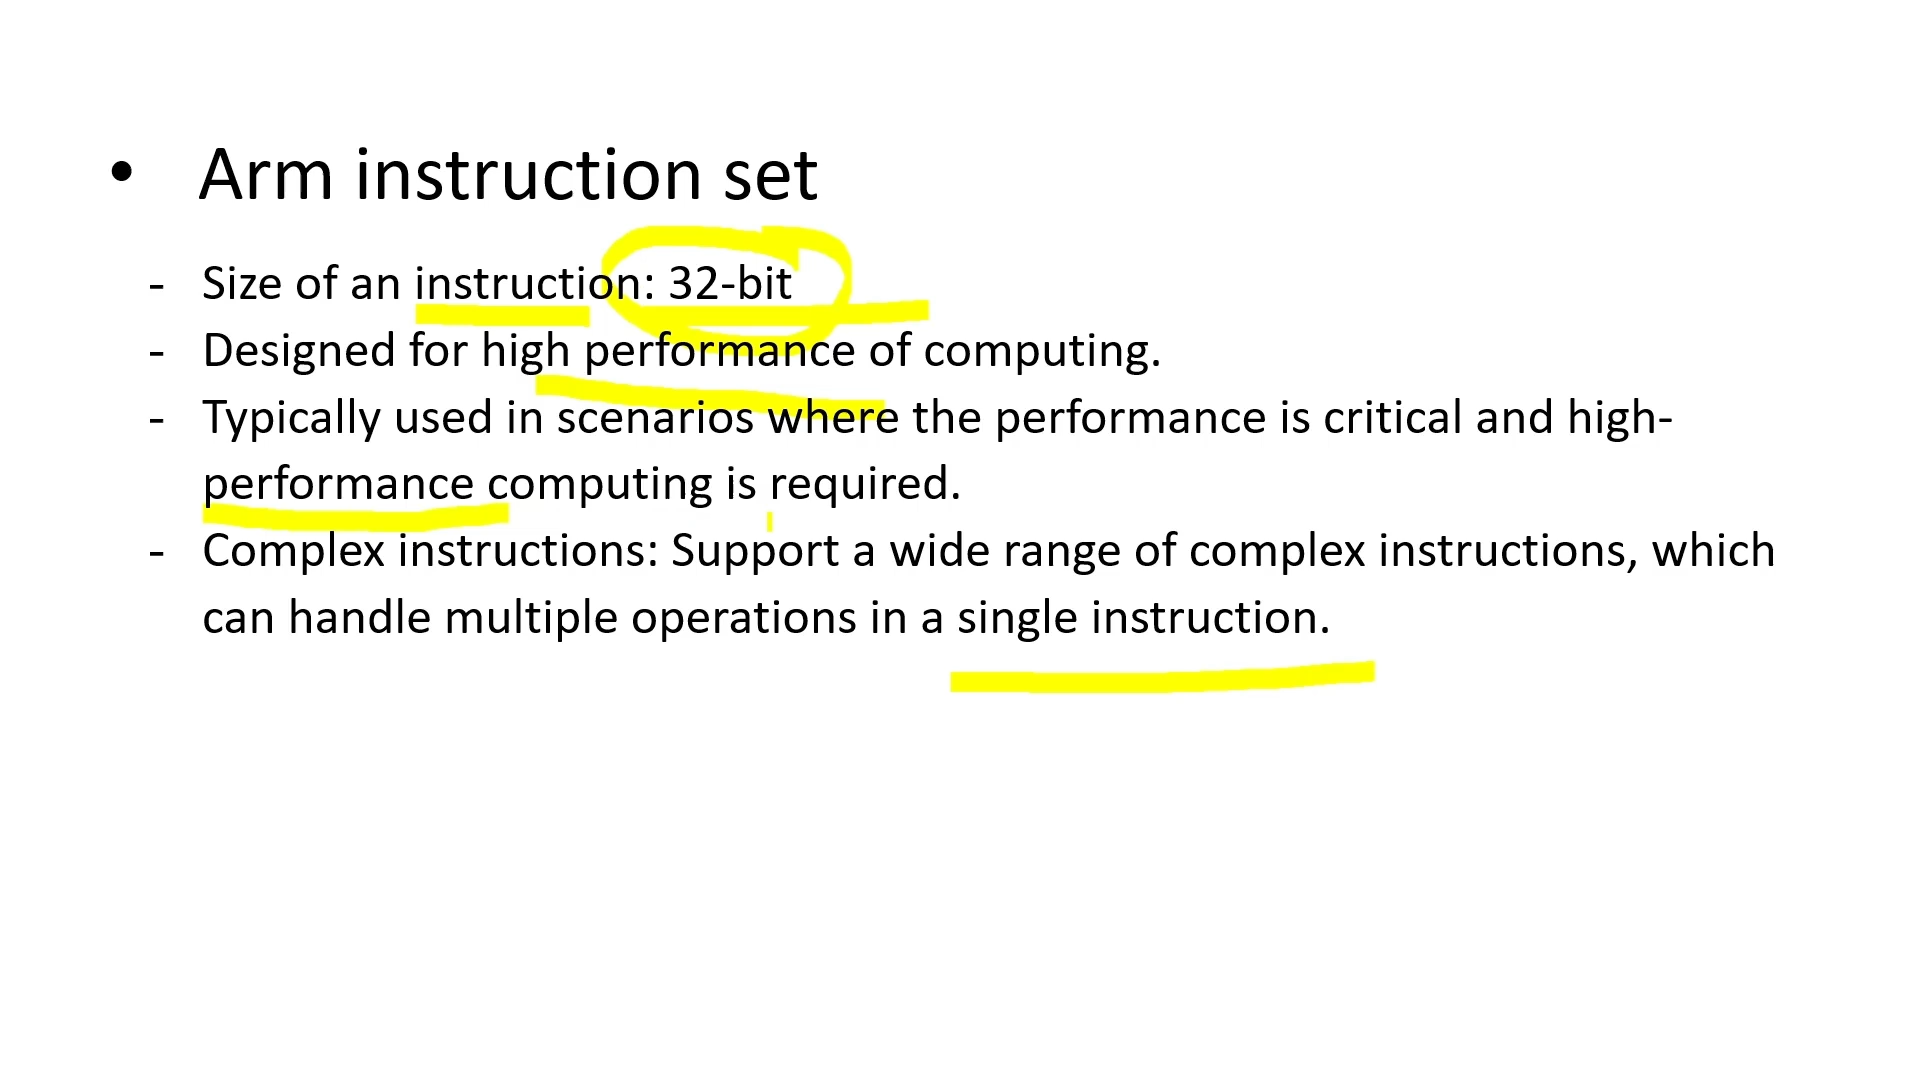 • Arm instruction set
- Size of an instruction: 32-bit
- Designed for high performance of computing.
- Typically used in scenarios where the performance is critical and high-
performance computing is required.
- Complex instructions: Support a wide range of complex instructions, which
can handle multiple operations in a single instruction.